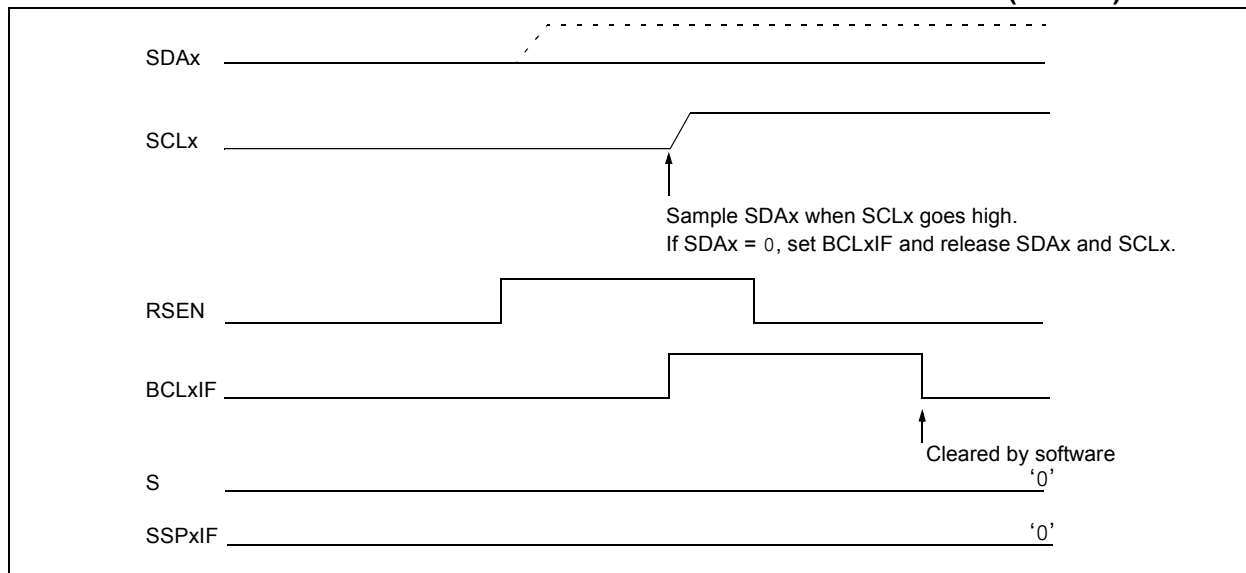 SDAx
SCLx
Sample SDAx when SCLx goes high.
If SDAx = 0, set BCLxIF and release SDAx and SCLx.
RSEN
BCLxIF
Cleared by software
S
‘0’
SSPxIF
‘0’